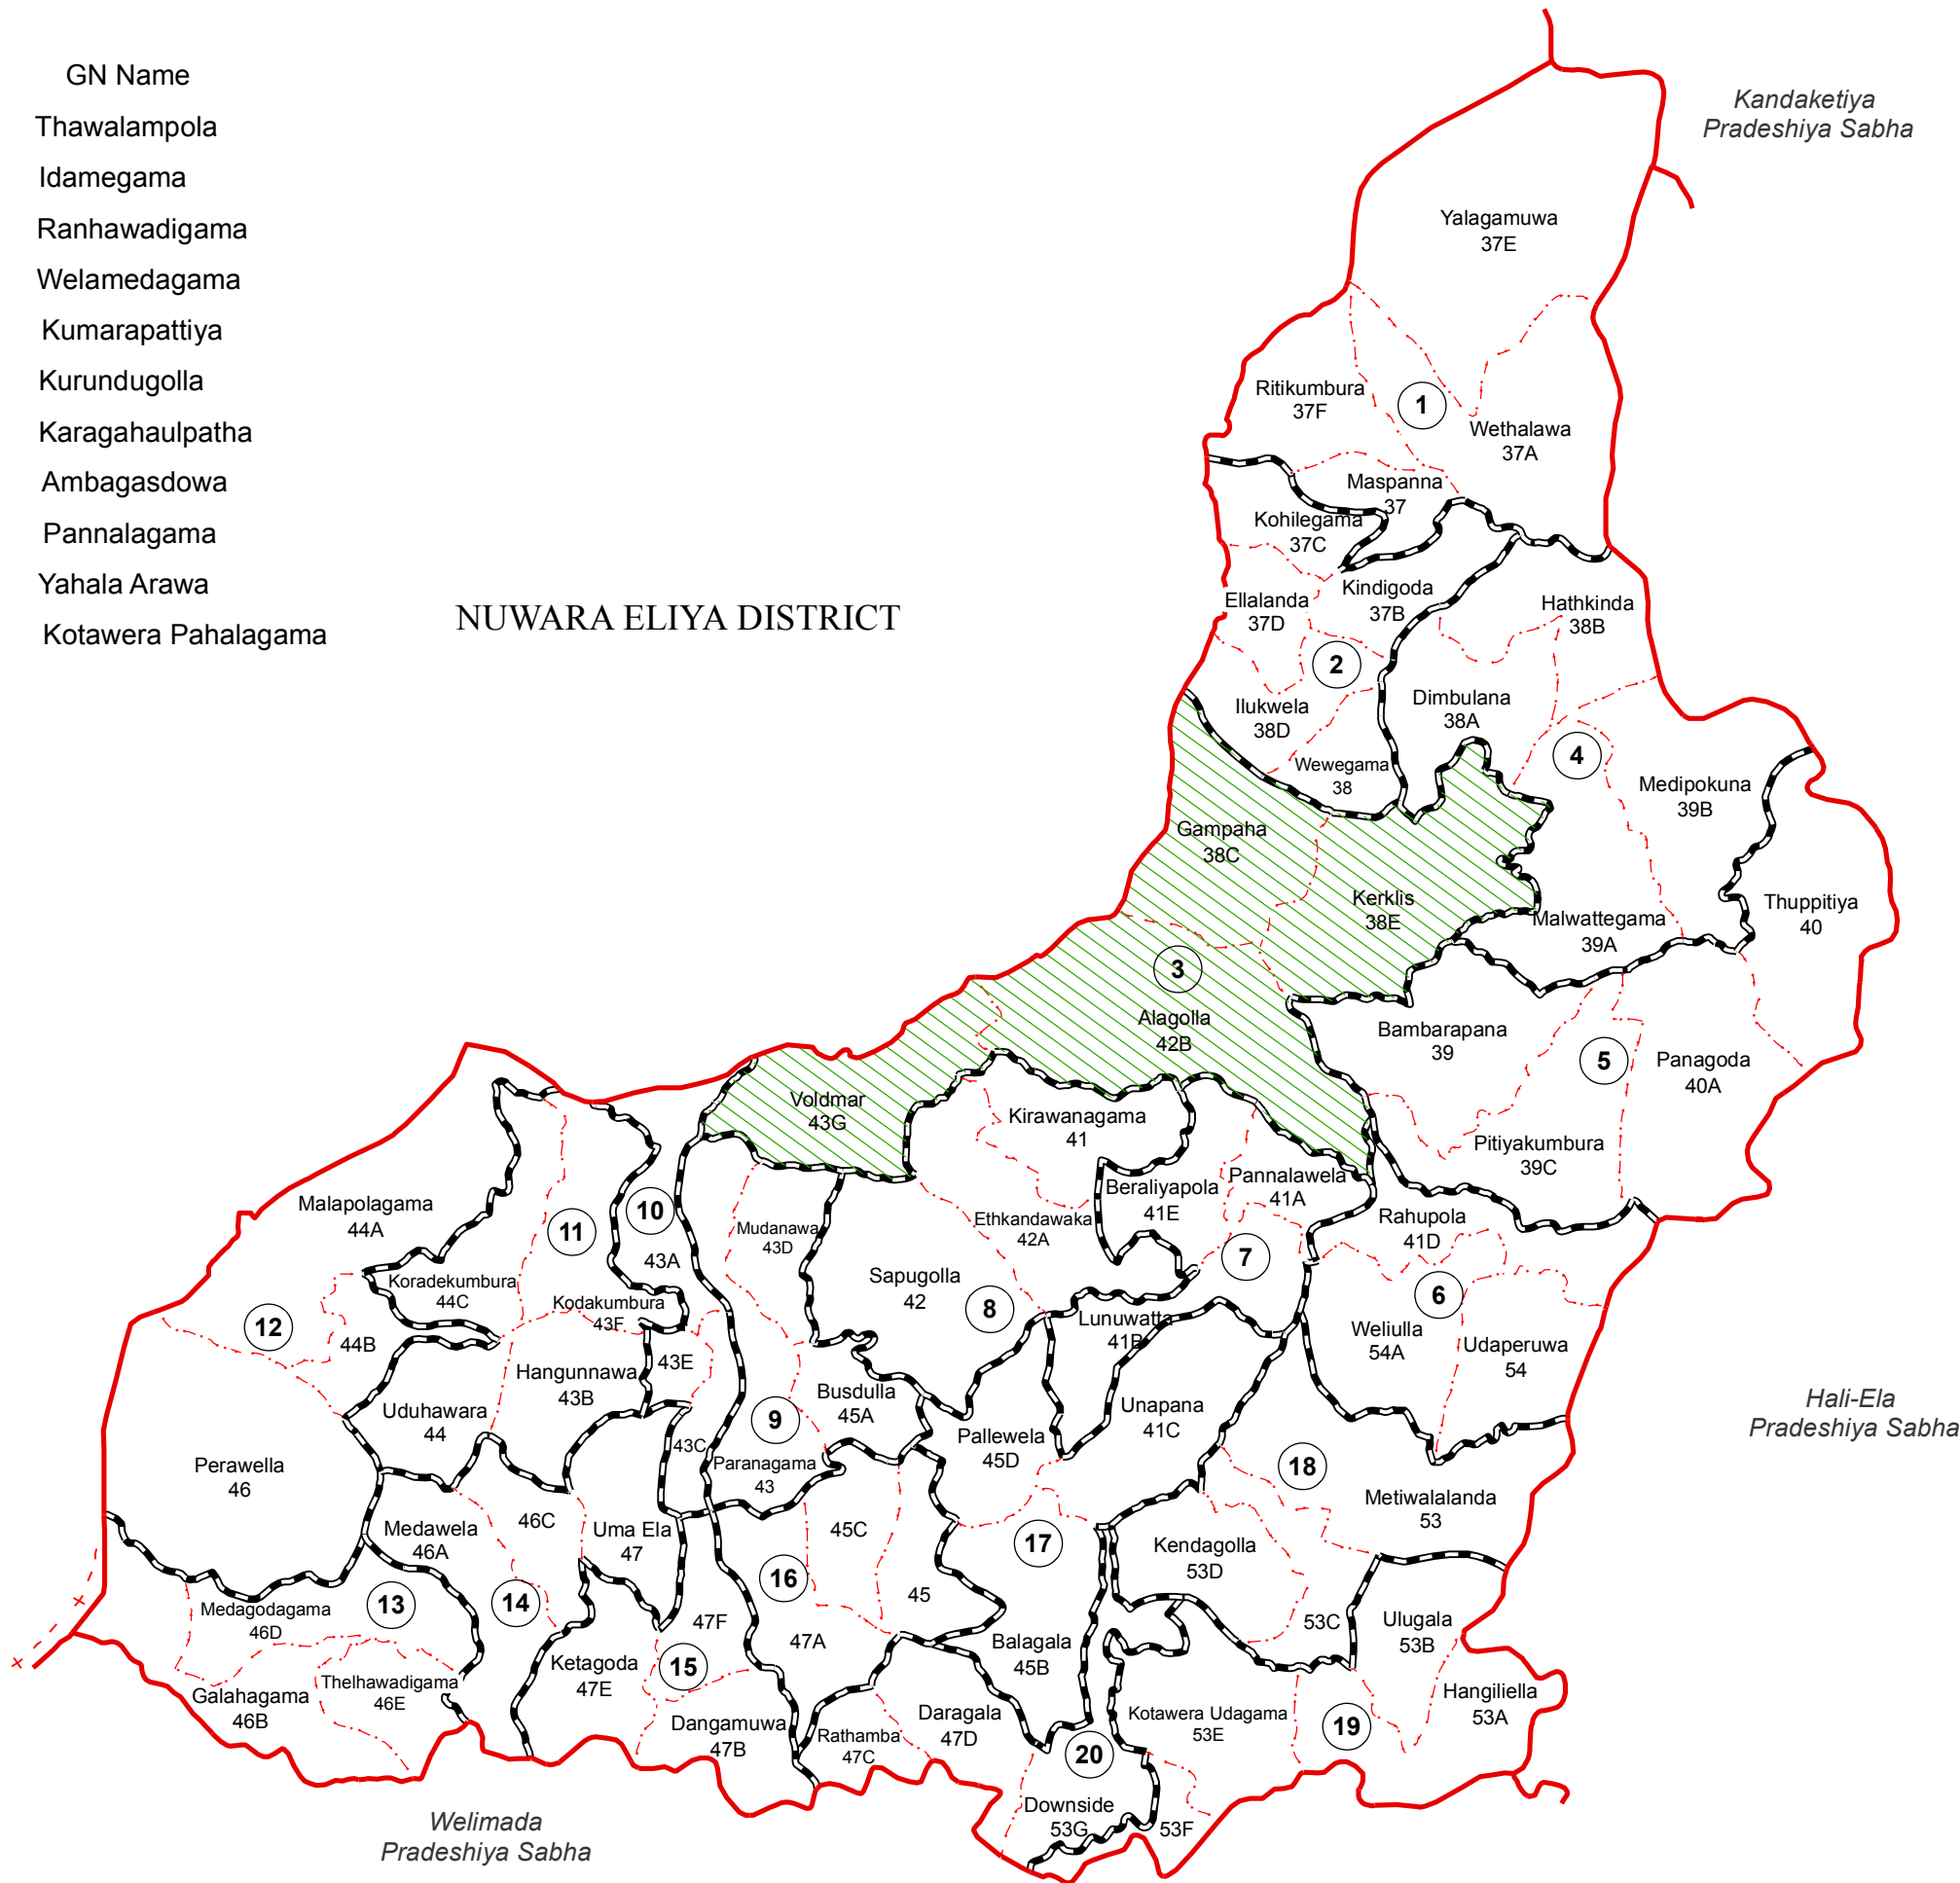 GN Name
Thawalampola
Idamegama
Ranhawadigama
Welamedagama
Kumarapattiya
Kurundugolla
Karagahaulpatha
Ambagasdowa
Pannalagama
Yahala Arawa
Kotawera Pahalagama
NUWARA ELIYA DISTRICT
Kandaketiya
Pradeshiya Sabha
Yalagamuwa
37E
Ritikumbura
37F
1
Wethalawa
37A
Maspanna
37
Kohilegama
37C
Kindigoda
37B
Ellalanda
37D
Hathkinda
38B
2
Ilukwela
38D
Dimbulana
38A
Wewegama
38
4
Medipokuna
39B
Gampaha
38C
Kerklis
38E
Malwattegama
39A
Thuppitiya
40
3
Alagolla
42B
Bambarapana
39
5
Panagoda
40A
Voldmar
43G
Kirawanagama
41
Pitiyakumbura
39C
Malapolagama
44A
11
10
43A
Mudanawa
43D
Ethkandawaka
42A
Beraliyapola
41E
Pannalawela
41A
Rahupola
41D
7
Koradekumbura
44C
Kodakumbura
43F
Sapugolla
42
8
Lunuwatta
41B
6
12
44B
Hangunnawa
43B
43E
Weliulla
54A
Udaperuwa
54
Uduhawara
44
9
Busdulla
45A
Unapana
41C
Hali-Ela
Pradeshiya Sabha
Perawella
46
43C
Paranagama
43
Pallewela
45D
18
Metiwalalanda
53
Medawela
46A
46C
Uma Ela
47
45C
17
Kendagolla
53D
16
45
Medagodagama
46D
13
14
47F
47A
53C
Ulugala
53B
Balagala
45B
Ketagoda
47E
15
Galahagama
46B
Thelhawadigama
46E
Hangiliella
53A
Dangamuwa
47B
Rathamba
47C
Daragala
47D
Kotawera Udagama
53E
19
20
Downside
53G
53F
Welimada
Pradeshiya Sabha